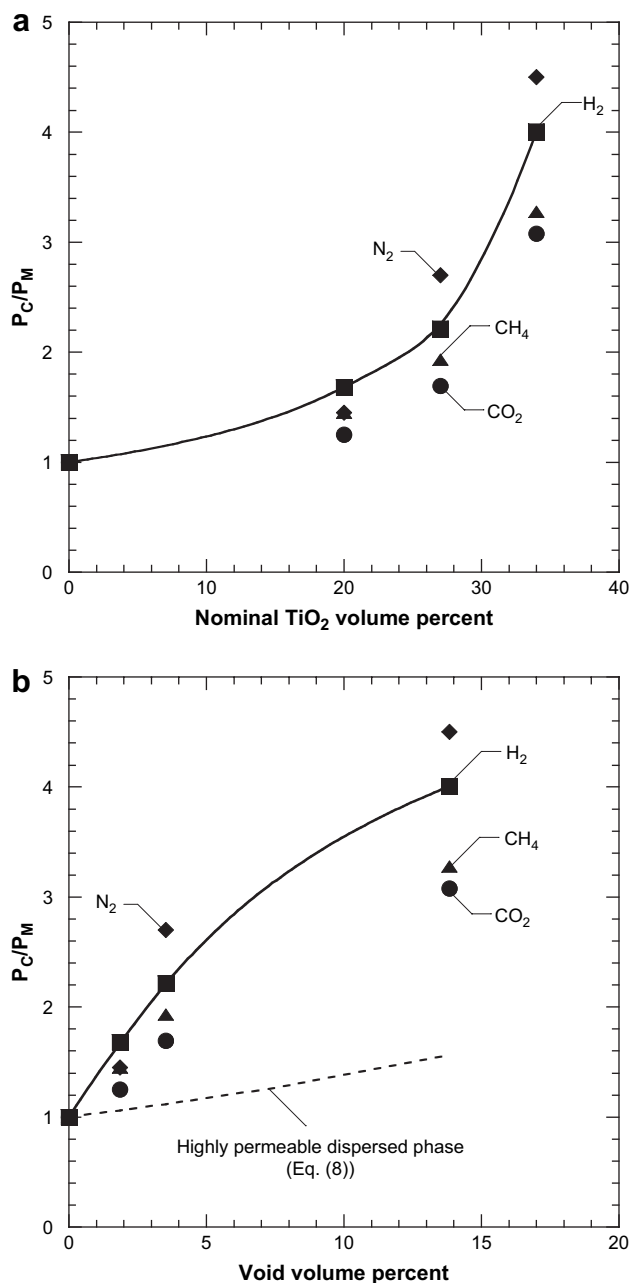 a
5
4
3
2
1
0
P_C/P_M
H₂
N₂
CH₄
CO₂
0
10
20
30
40
Nominal TiO₂ volume percent
b
5
4
3
2
1
0
P_C/P_M
H₂
CH₄
N₂
CO₂
Highly permeable dispersed phase
(Eq. (8))
0
5
10
15
20
Void volume percent